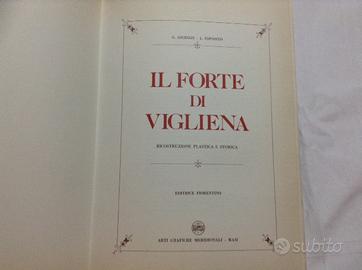 IL FORTE
DI
VIGLIENA
RICOSTRUZIONE PLASTICA E STORICA
EDITRICE FIORENTINO
ARTI GRAFICHE MERIDIONALI -
subito